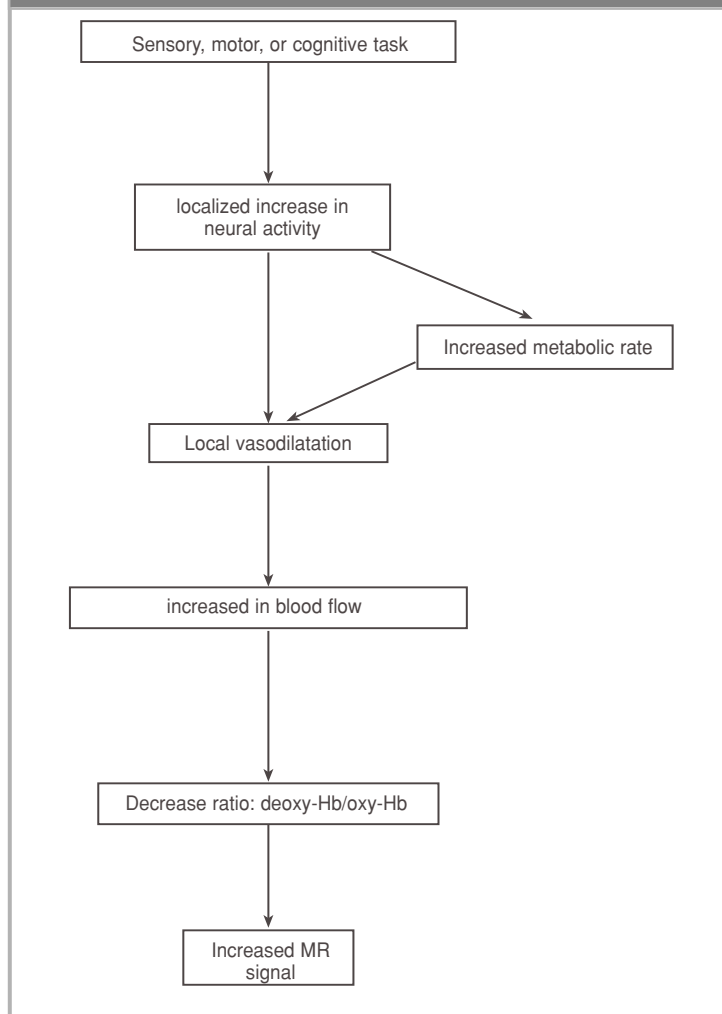 Sensory, motor, or cognitive task
localized increase in
neural activity
Increased metabolic rate
Local vasodilatation
increased in blood flow
Decrease ratio: deoxy-Hb/oxy-Hb
Increased MR
signal